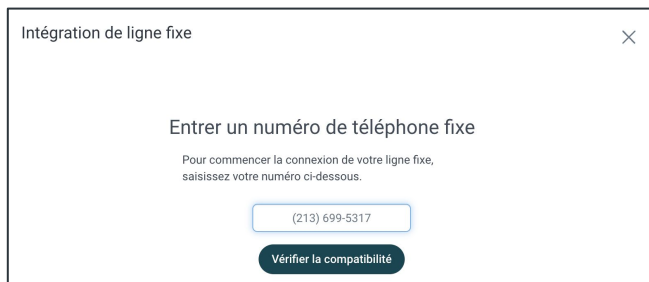 Intégration de ligne fixe
Entrer un numéro de téléphone fixe
Pour commencer la connexion de votre ligne fixe,
saisissez votre numéro ci-dessous.
(213) 699-5317
Vérifier la compatibilité